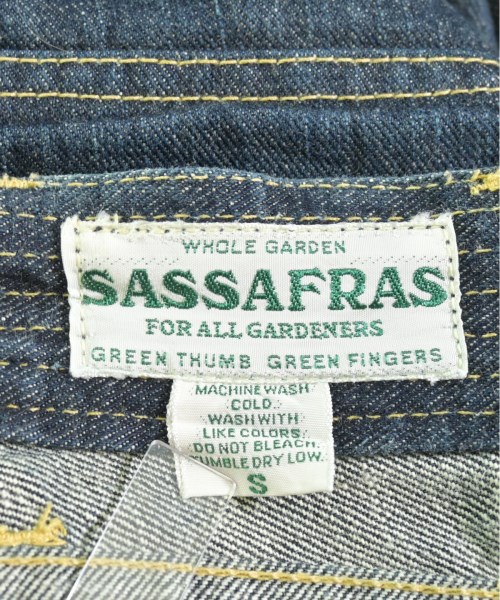 WHOLE GARDEN
SASSAFRAS
FOR ALL GARDENERS
GREEN THUMB GREEN FINGERS
MACHINE WASH
COLD.
WASH WITH
LIKE COLORS.
DO NOT BLEACH.
TUMBLE DRY LOW.
S